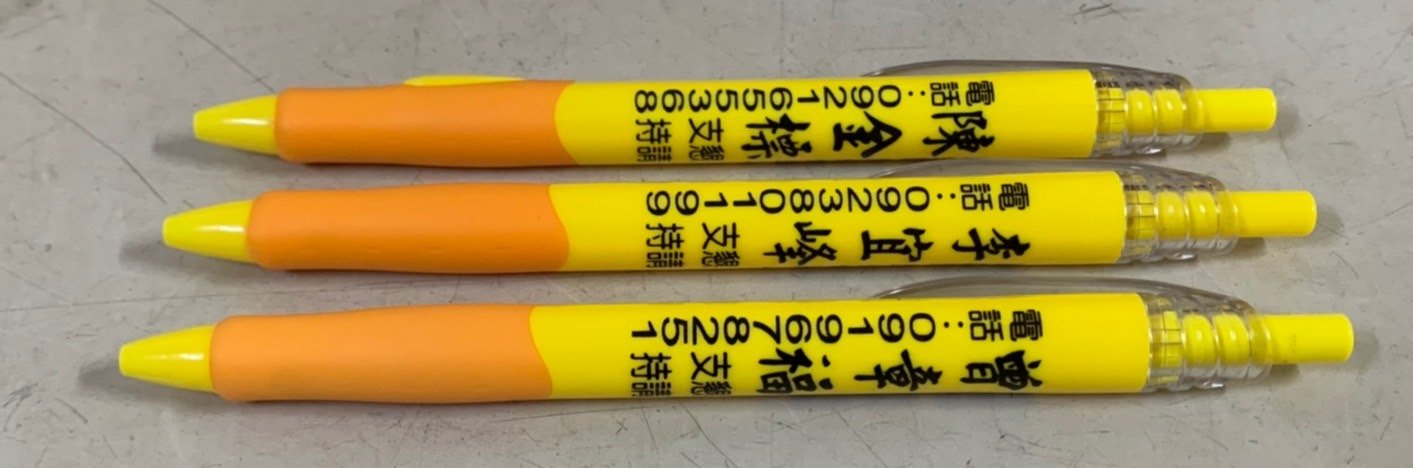 陳金標 懇請支持
電話:0921655368
李宜峰 懇請支持
電話:0923801199
曾章福 懇請支持
電話:0919678251